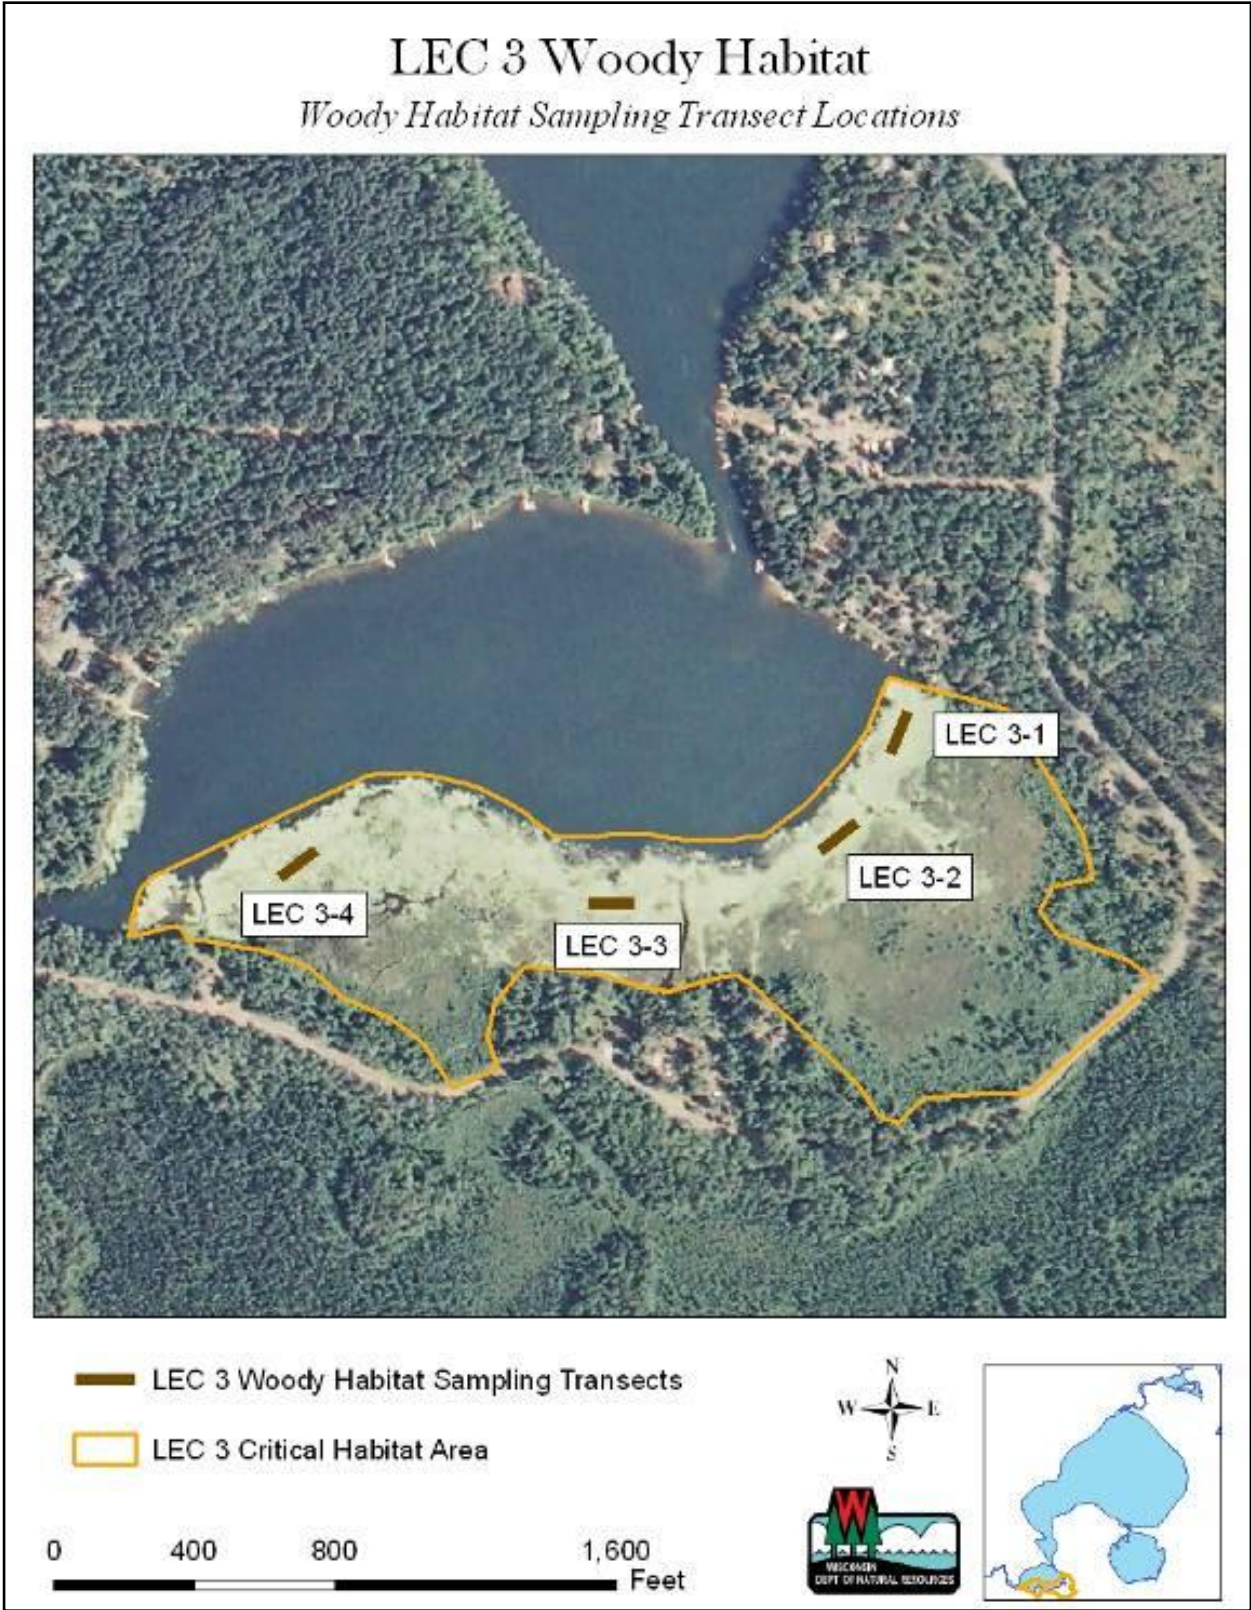 LEC 3 Woody Habitat
Woody Habitat Sampling Transect Locations
LEC 3-1
LEC 3-2
LEC 3-4
LEC 3-3
LEC 3 Woody Habitat Sampling Transects
LEC 3 Critical Habitat Area
N
W E
S
0 400 800 1,600
Feet
W
WISCONSIN
DEPT OF NATURAL RESOURCES